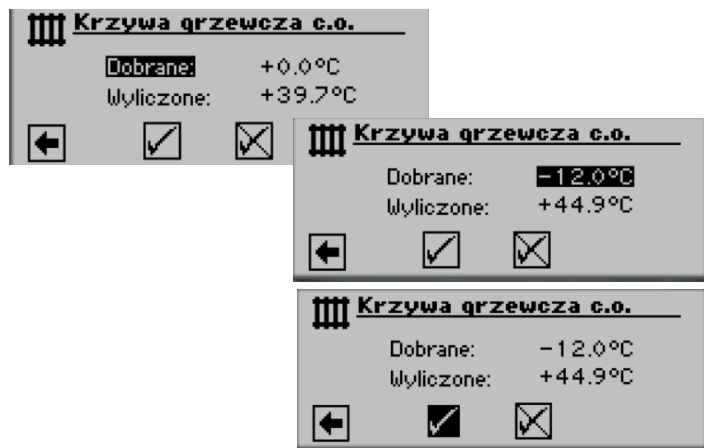 Krzywa grzewcza c.o.
Dobrane: +0.0°C
Wyliczone: +39.7°C
Krzywa grzewcza c.o.
Dobrane: -12.0°C
Wyliczone: +44.9°C
Krzywa grzewcza c.o.
Dobrane: -12.0°C
Wyliczone: +44.9°C